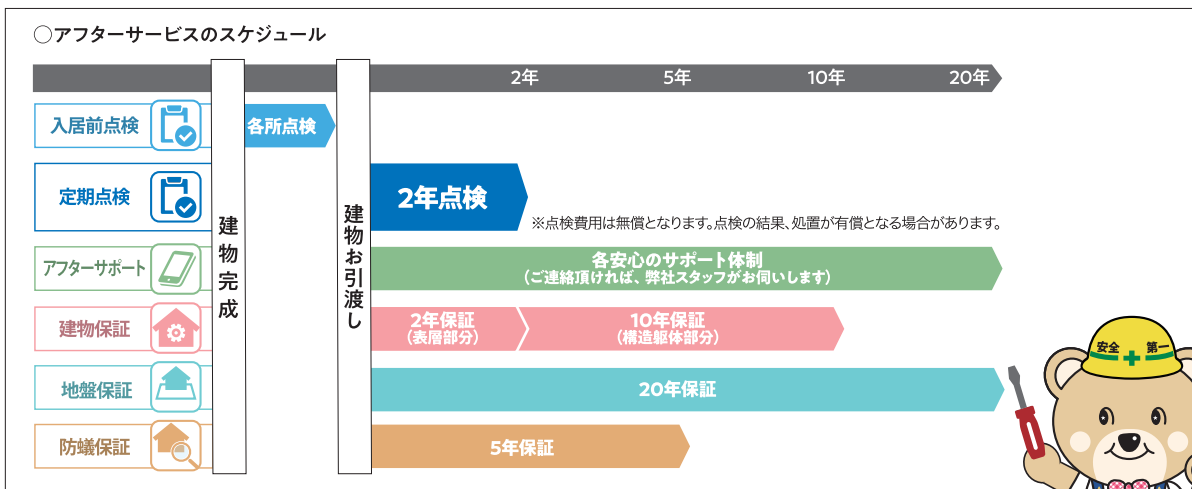 ○アフターサービスのスケジュール
2年 5年 10年 20年
入居前点検
各所点検
定期点検
2年点検
※点検費用は無償となります。点検の結果、処置が有償となる場合があります。
建物完成
建物お引渡し
アフターサポート
各安心のサポート体制
(ご連絡頂ければ、弊社スタッフがお伺いします)
建物保証
2年保証
(表層部分)
10年保証
(構造躯体部分)
地盤保証
20年保証
防蟻保証
5年保証
安全 第一